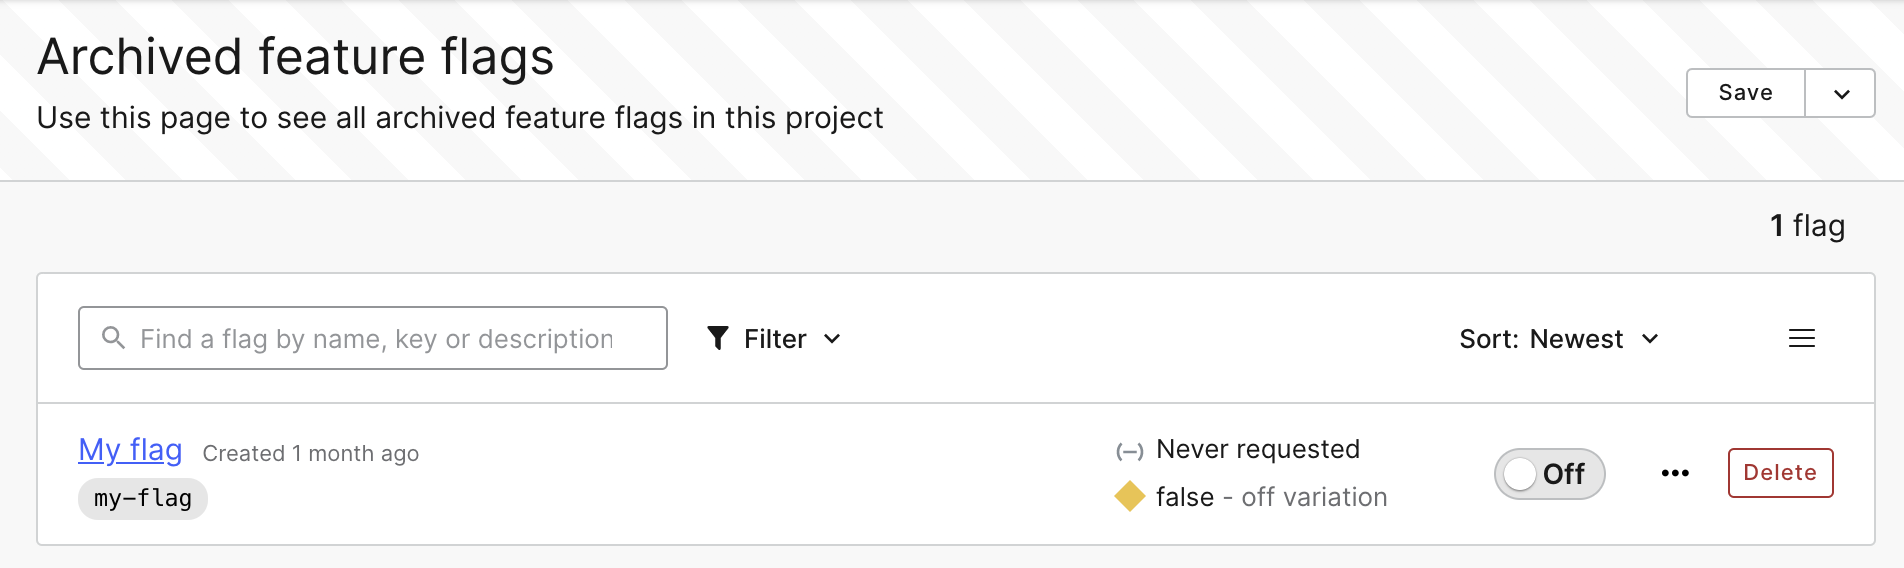 Archived feature flags
Use this page to see all archived feature flags in this project
Save
1 flag
Find a flag by name, key or description
Filter
Sort: Newest
My flag Created 1 month ago
my-flag
Never requested
false - off variation
Off
Delete